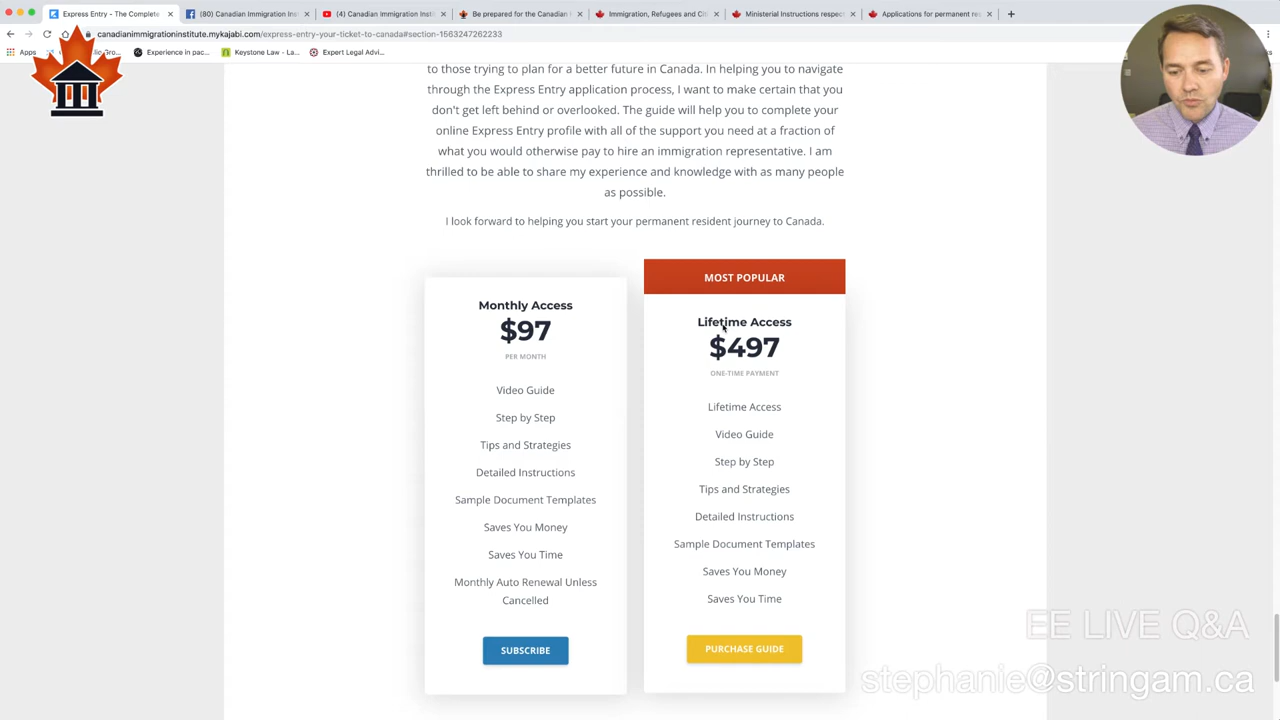 Express Entry - The Complete
(80) Canadian Immigration Ins
(4) Canadian Immigration Insti
Be prepared for the Canadian I
Immigration, Refugees and Cit
Ministerial Instructions respect
Applications for permanent res
canadianimmigrationinstitute.mykajabi.com/express-entry-your-ticket-to-canada#section-1563247262233
Apps
Experience in pac...
Keystone Law - La...
Expert Legal Advi...
to those trying to plan for a better future in Canada. In helping you to navigate
through the Express Entry application process, I want to make certain that you
don't get left behind or overlooked. The guide will help you to complete your
online Express Entry profile with all of the support you need at a fraction of
what you would otherwise pay to hire an immigration representative. I am
thrilled to be able to share my experience and knowledge with as many people
as possible.
I look forward to helping you start your permanent resident journey to Canada.
Monthly Access
$97
PER MONTH
Video Guide
Step by Step
Tips and Strategies
Detailed Instructions
Sample Document Templates
Saves You Money
Saves You Time
Monthly Auto Renewal Unless
Cancelled
SUBSCRIBE
MOST POPULAR
Lifetime Access
$497
ONE-TIME PAYMENT
Lifetime Access
Video Guide
Step by Step
Tips and Strategies
Detailed Instructions
Sample Document Templates
Saves You Money
Saves You Time
PURCHASE GUIDE
EE LIVE Q&A
stephanie@stringam.ca